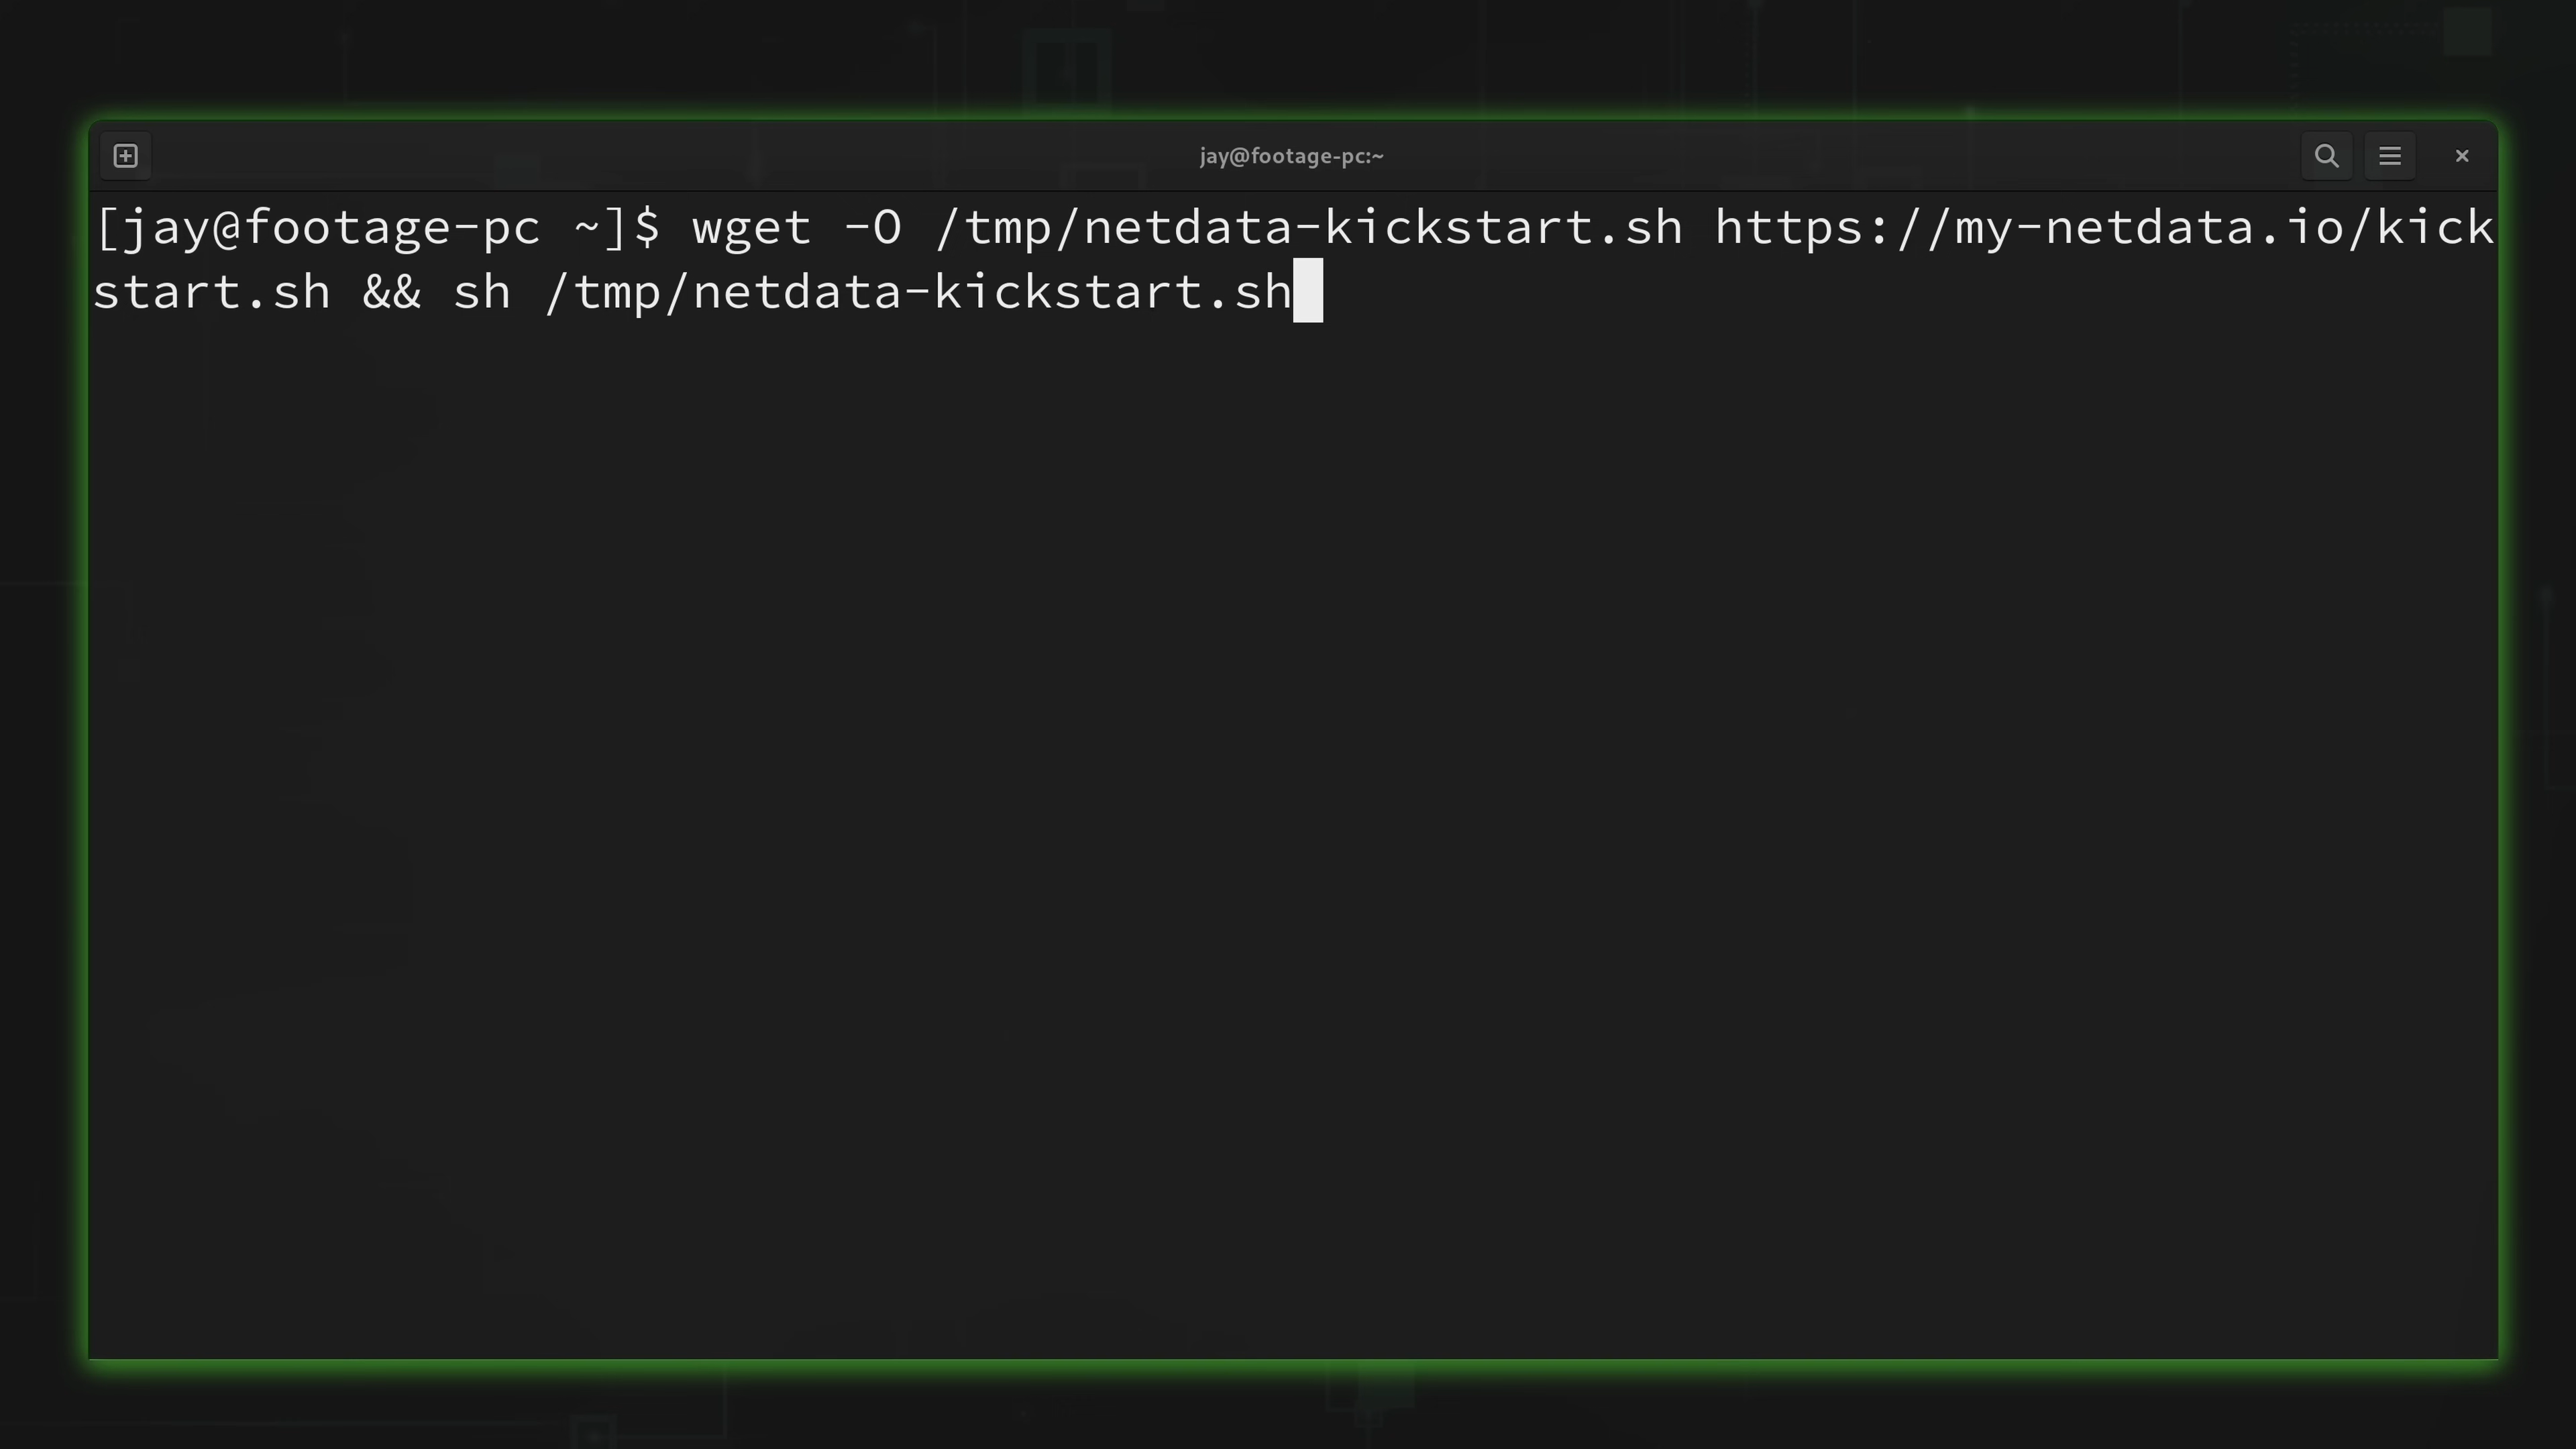 jay@footage-pc:~
[jay@footage-pc ~]$ wget -O /tmp/netdata-kickstart.sh https://my-netdata.io/kick
start.sh && sh /tmp/netdata-kickstart.sh